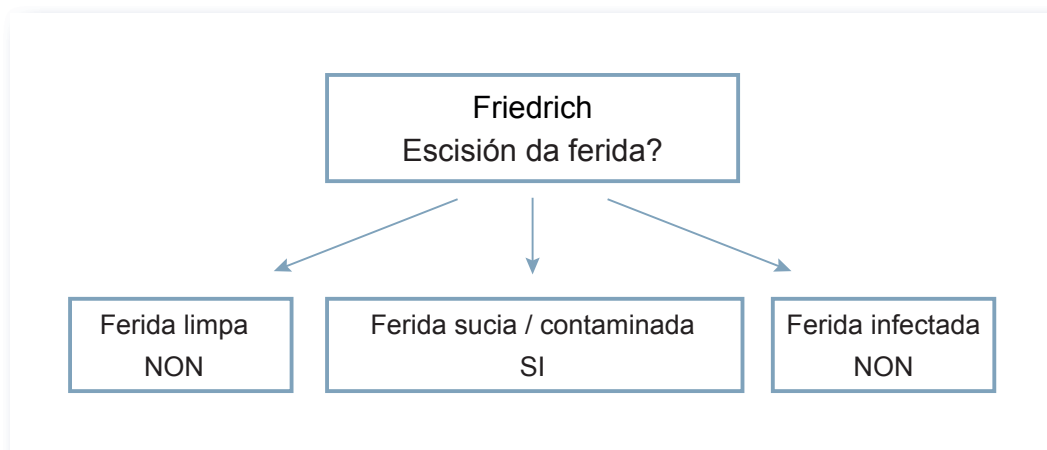 Friedrich
Escisión da ferida?
Ferida limpa
NON
Ferida sucia / contaminada
SI
Ferida infectada
NON